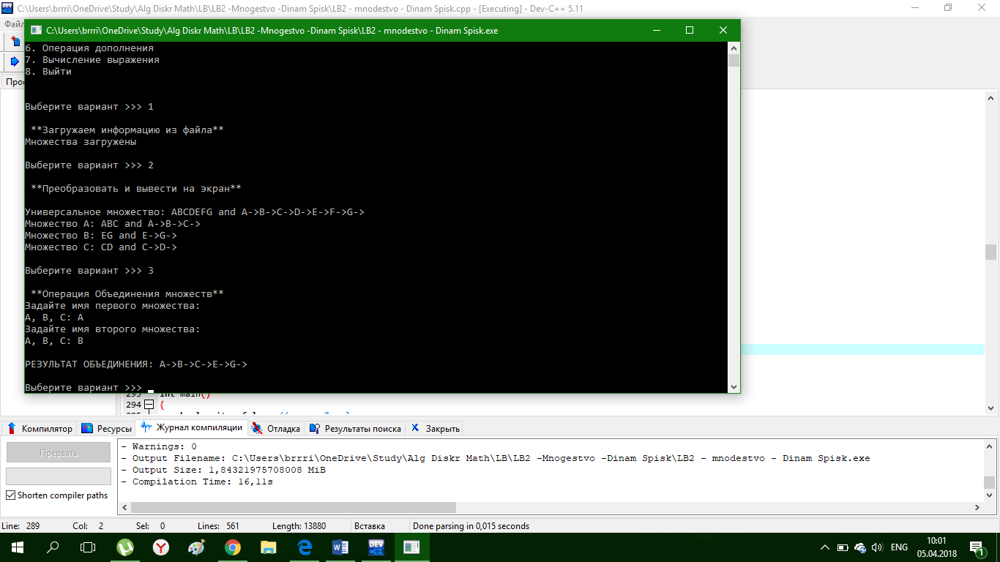 C:\Users\brrri\OneDrive\Study\Alg Diskr Math\LB\LB2 -Mnogestvo -Dinam Spisk\LB2 - mnodestvo - Dinam Spisk.cpp - [Executing] - Dev-C++ 5.11
C:\Users\brrri\OneDrive\Study\Alg Diskr Math\LB\LB2 -Mnogestvo -Dinam Spisk\LB2 - mnodestvo - Dinam Spisk.exe
6. Операция дополнения
7. Вычисление выражения
8. Выйти
Выберите вариант >>> 1
**Загружаем информацию из файла**
Множества загружены
Выберите вариант >>> 2
**Преобразовать и вывести на экран**
Универсальное множество: ABCDEFG and A->B->C->D->E->F->G->
Множество A: ABC and A->B->C->
Множество B: EG and E->G->
Множество C: CD and C->D->
Выберите вариант >>> 3
**Операция Объединения множеств**
Задайте имя первого множества:
A, B, C: A
Задайте имя второго множества:
A, B, C: B
РЕЗУЛЬТАТ ОБЪЕДИНЕНИЯ: A->B->C->E->G->
Выберите вариант >>>
293 int main()
294 {
Компилятор Ресурсы Журнал компиляции Отладка Результаты поиска Закрыть
Прервать
Shorten compiler paths
- Warnings: 0
- Output Filename: C:\Users\brrri\OneDrive\Study\Alg Diskr Math\LB\LB2 -Mnogestvo -Dinam Spisk\LB2 - mnodestvo - Dinam Spisk.exe
- Output Size: 1,84321975708008 MiB
- Compilation Time: 16,11s
Line: 289 Col: 2 Sel: 0 Lines: 561 Length: 13880 Вставка Done parsing in 0,015 seconds
ENG
10:01
05.04.2018
1